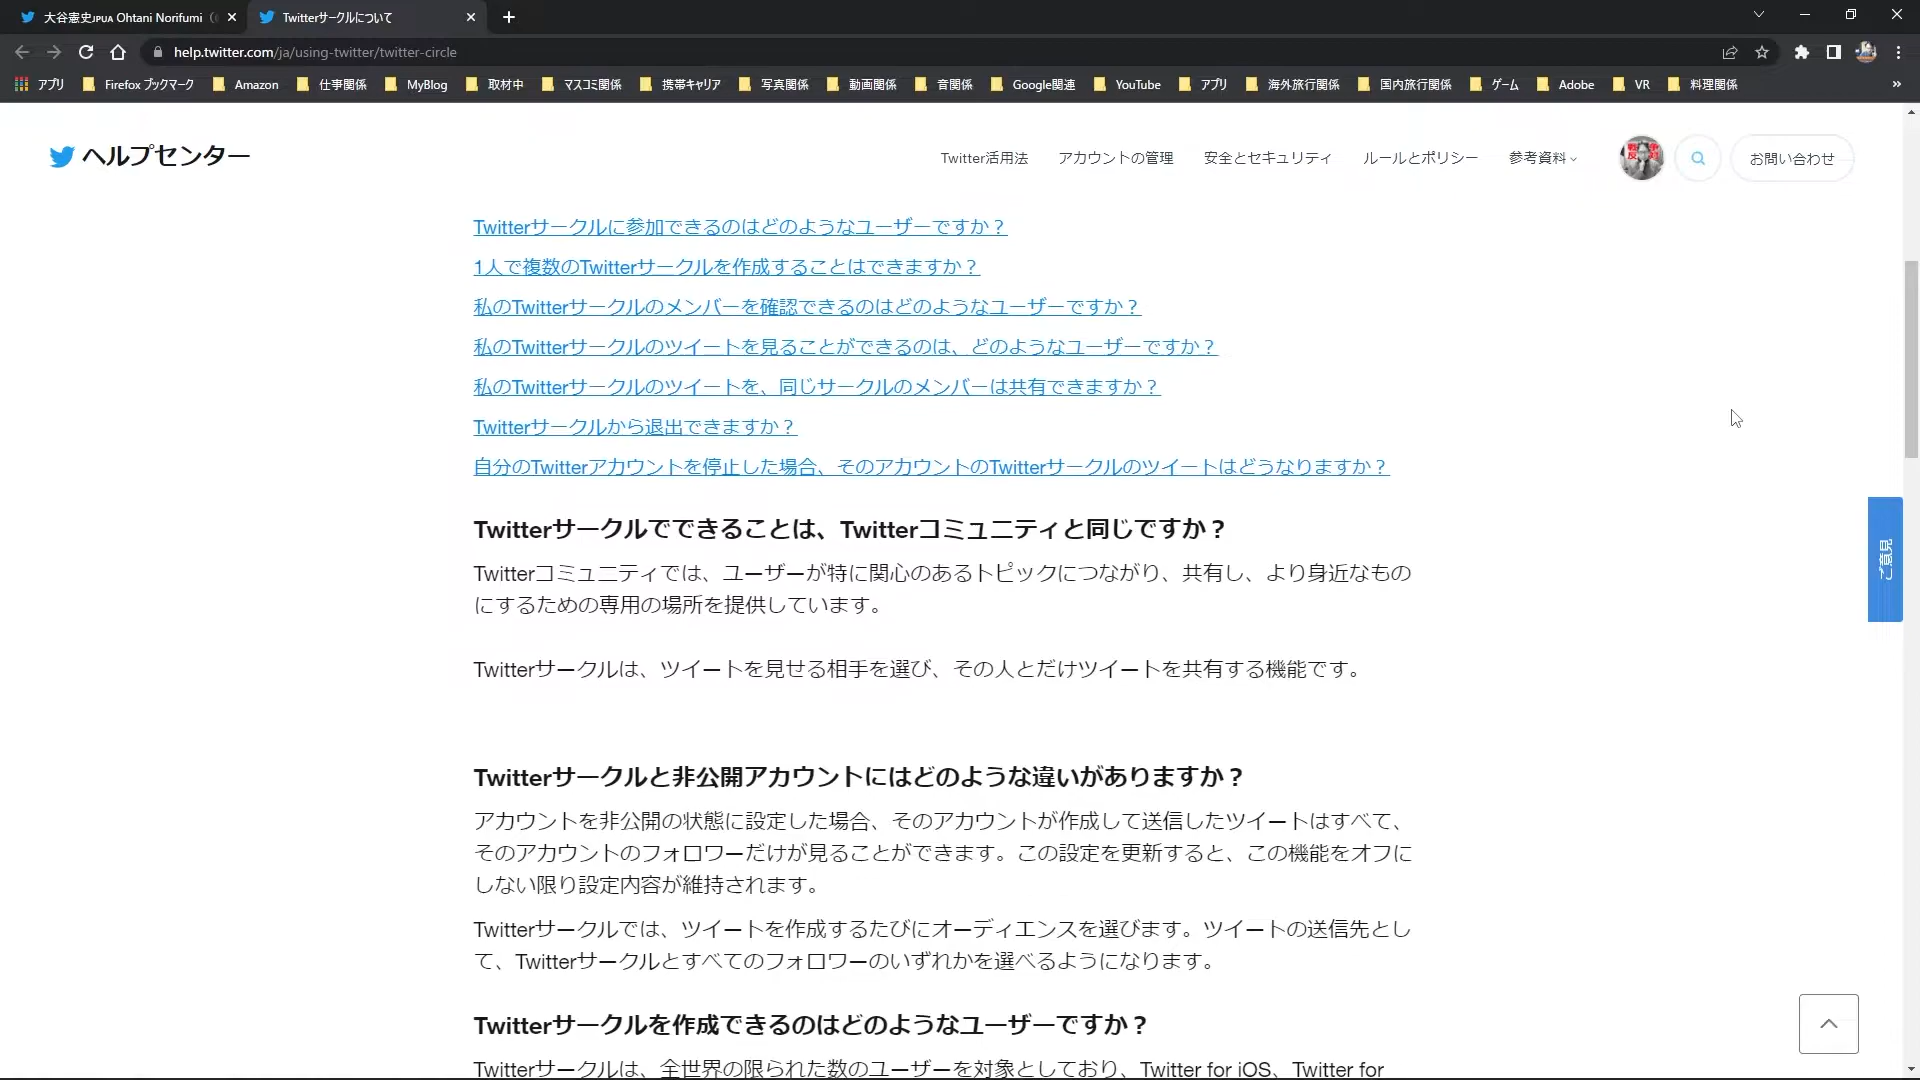 大谷憲史JPUA Ohtani Norifumi (
Twitterサークルについて
help.twitter.com/ja/using-twitter/twitter-circle
アプリ Firefox ブックマーク Amazon 仕事関係 MyBlog 取材中 マスコミ関係 携帯キャリア 写真関係 動画関係 音関係 Google関連 YouTube アプリ 海外旅行関係 国内旅行関係 ゲーム Adobe VR 料理関係 »
ヘルプセンター
Twitter活用法 アカウントの管理 安全とセキュリティ ルールとポリシー 参考資料 お問い合わせ
Twitterサークルに参加できるのはどのようなユーザーですか？
1人で複数のTwitterサークルを作成することはできますか？
私のTwitterサークルのメンバーを確認できるのはどのようなユーザーですか？
私のTwitterサークルのツイートを見ることができるのは、どのようなユーザーですか？
私のTwitterサークルのツイートを、同じサークルのメンバーは共有できますか？
Twitterサークルから退出できますか？
自分のTwitterアカウントを停止した場合、そのアカウントのTwitterサークルのツイートはどうなりますか？
Twitterサークルでできることは、Twitterコミュニティと同じですか？
Twitterコミュニティでは、ユーザーが特に関心のあるトピックにつながり、共有し、より身近なもの
にするための専用の場所を提供しています。
ご意見
Twitterサークルは、ツイートを見せる相手を選び、その人とだけツイートを共有する機能です。
Twitterサークルと非公開アカウントにはどのような違いがありますか？
アカウントを非公開の状態に設定した場合、そのアカウントが作成して送信したツイートはすべて、
そのアカウントのフォロワーだけが見ることができます。この設定を更新すると、この機能をオフに
しない限り設定内容が維持されます。
Twitterサークルでは、ツイートを作成するたびにオーディエンスを選びます。ツイートの送信先とし
て、Twitterサークルとすべてのフォロワーのいずれかを選べるようになります。
Twitterサークルを作成できるのはどのようなユーザーですか？
Twitterサークルは、全世界の限られた数のユーザーを対象としており、Twitter for iOS、Twitter for